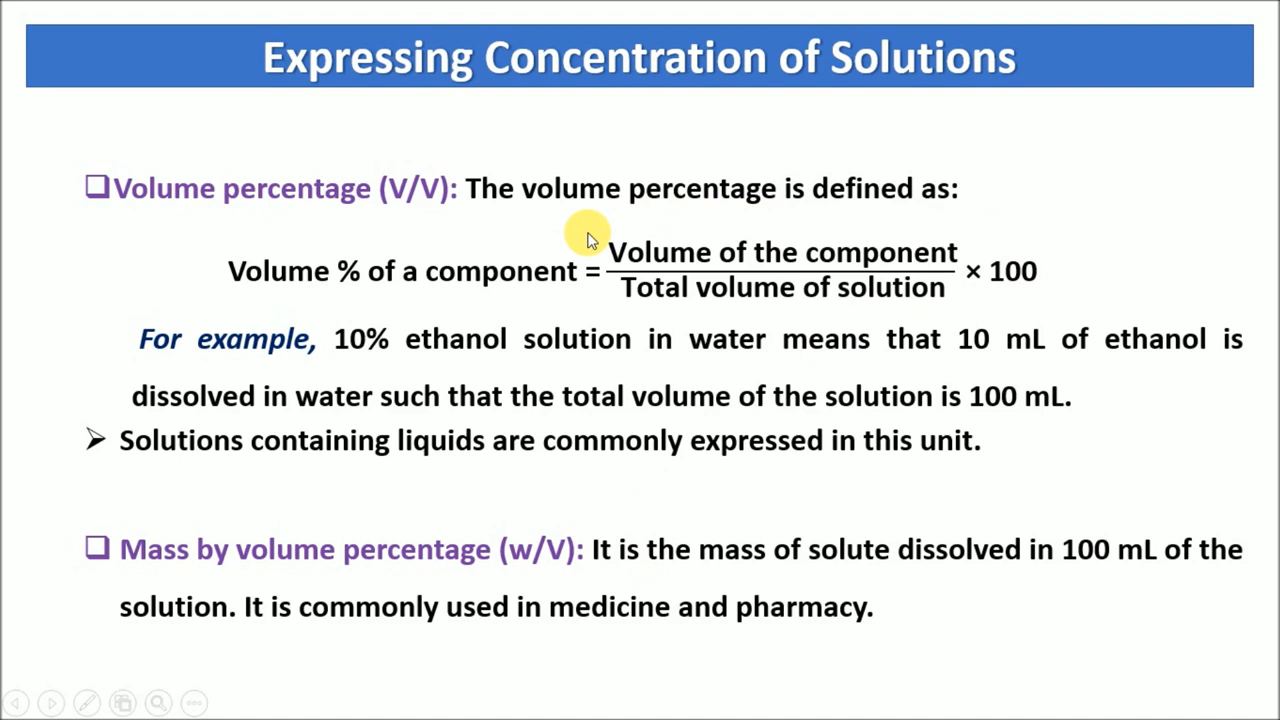 Expressing Concentration of Solutions
❑Volume percentage (V/V): The volume percentage is defined as:
Volume % of a component = Volume of the component / Total volume of solution × 100
For example, 10% ethanol solution in water means that 10 mL of ethanol is
dissolved in water such that the total volume of the solution is 100 mL.
➢ Solutions containing liquids are commonly expressed in this unit.
❑ Mass by volume percentage (w/V): It is the mass of solute dissolved in 100 mL of the
solution. It is commonly used in medicine and pharmacy.